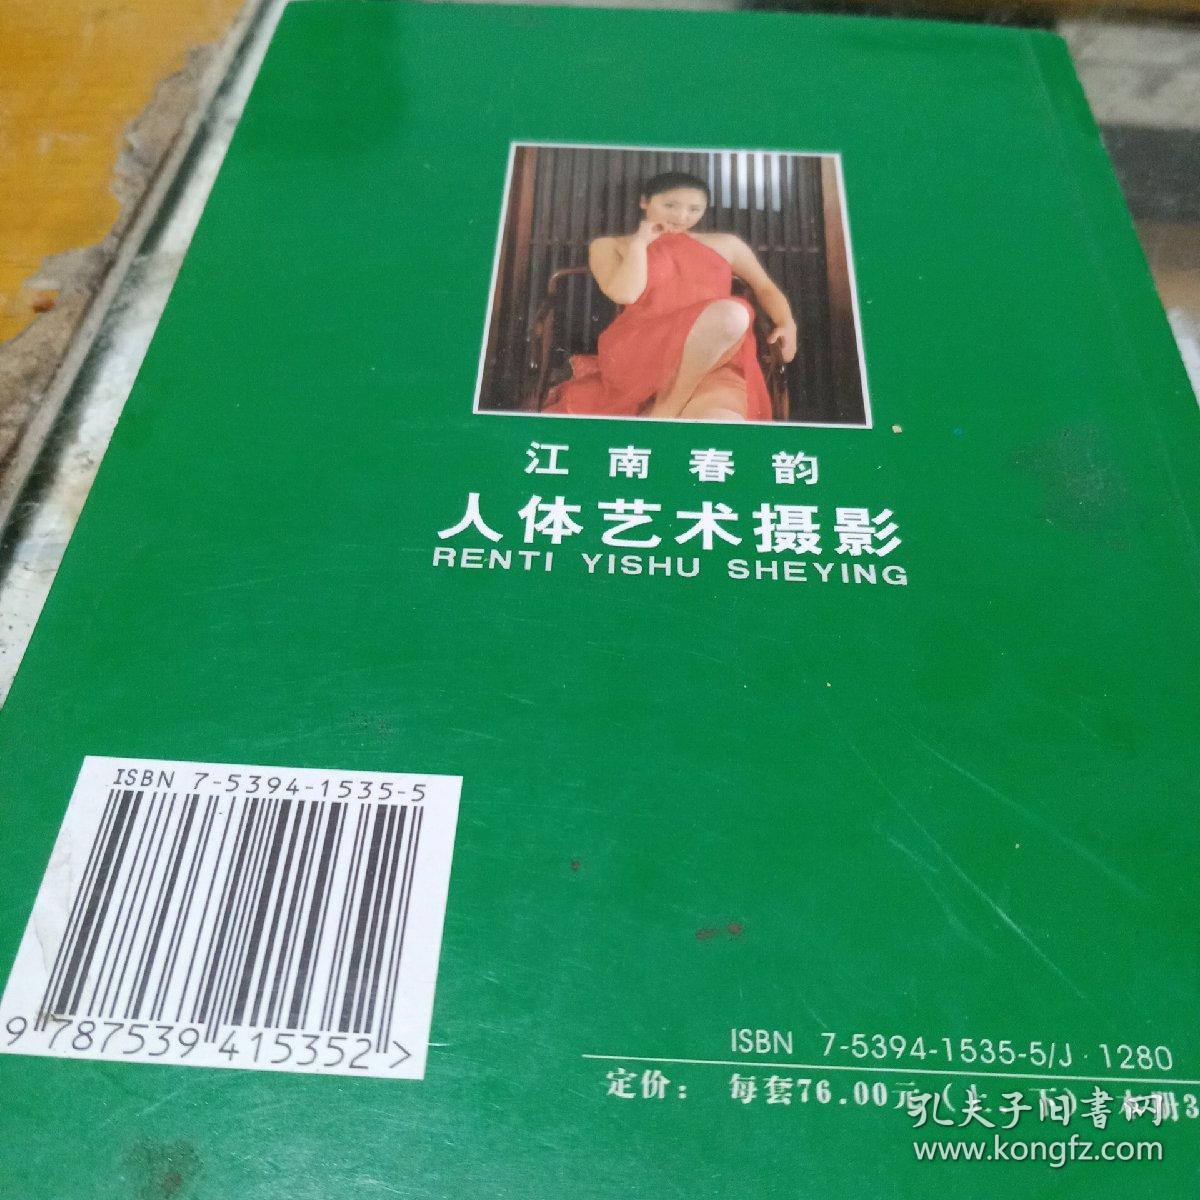 江南春韵
人体艺术摄影
RENTI YISHU SHEYING
ISBN 7-5394-1535-5
9 787539 415352 >
ISBN 7-5394-1535-5/J·1280
定价： 每套76.00元（上、下）
孔夫子旧书网
www.kongfz.com